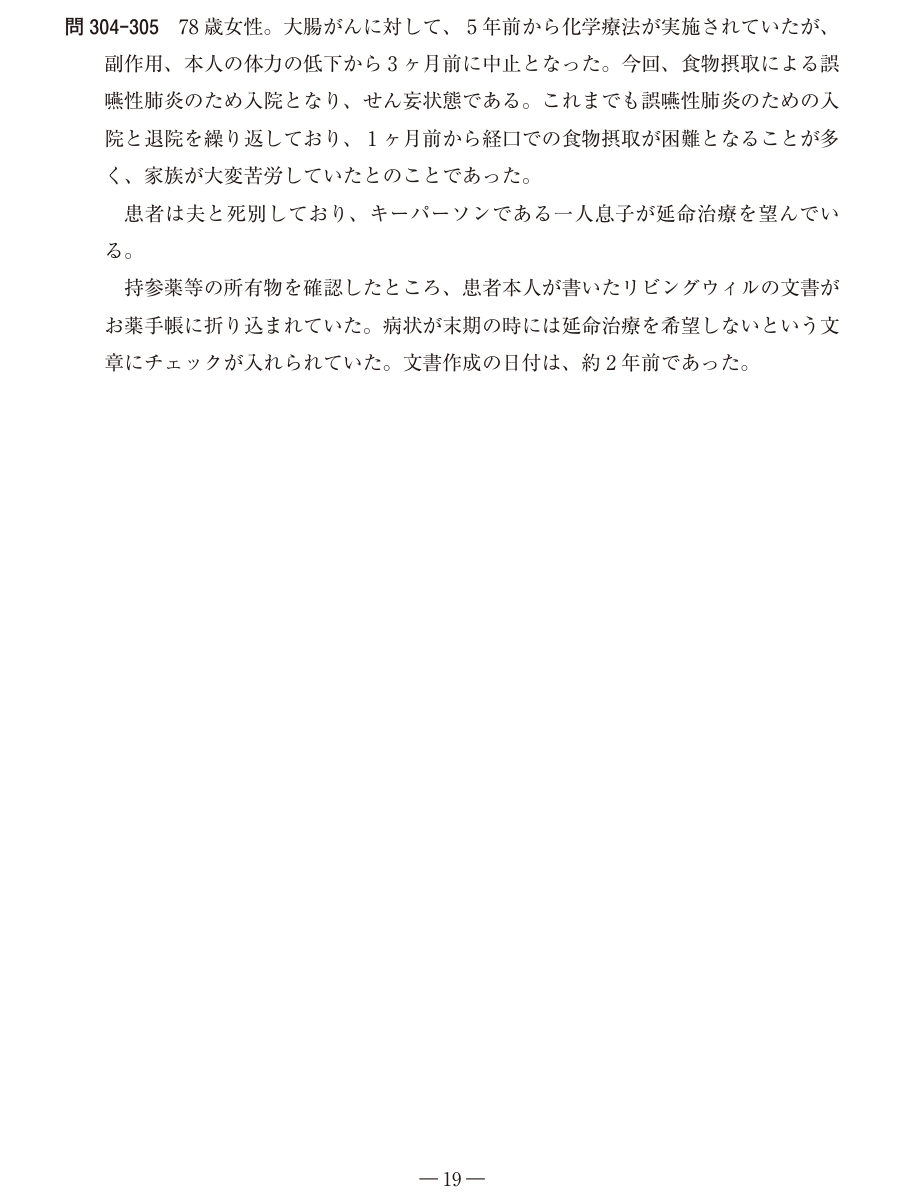 問 304-305　78 歳女性。大腸がんに対して、５年前から化学療法が実施されていたが、
副作用、本人の体力の低下から３ヶ月前に中止となった。今回、食物摂取による誤
嚥性肺炎のため入院となり、せん妄状態である。これまでも誤嚥性肺炎のための入
院と退院を繰り返しており、１ヶ月前から経口での食物摂取が困難となることが多
く、家族が大変苦労していたとのことであった。
患者は夫と死別しており、キーパーソンである一人息子が延命治療を望んでい
る。
持参薬等の所有物を確認したところ、患者本人が書いたリビングウィルの文書が
お薬手帳に折り込まれていた。病状が末期の時には延命治療を希望しないという文
章にチェックが入れられていた。文書作成の日付は、約２年前であった。
― 19 ―